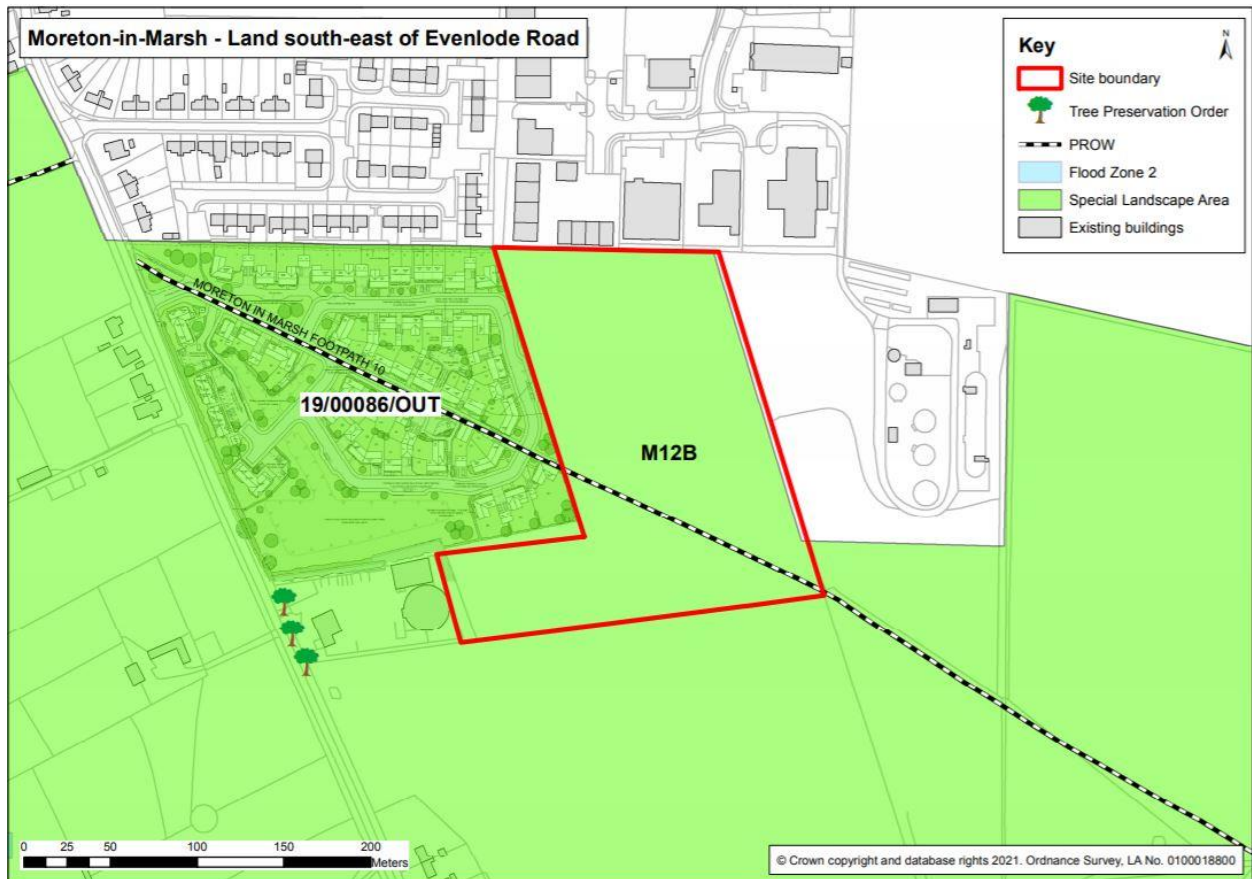 Moreton-in-Marsh - Land south-east of Evenlode Road
Key
N
Site boundary
Tree Preservation Order
PROW
Flood Zone 2
Special Landscape Area
Existing buildings
MORETON IN MARSH FOOTPATH 10
19/00086/OUT
M12B
0 25 50 100 150 200
Meters
© Crown copyright and database rights 2021. Ordnance Survey, LA No. 0100018800